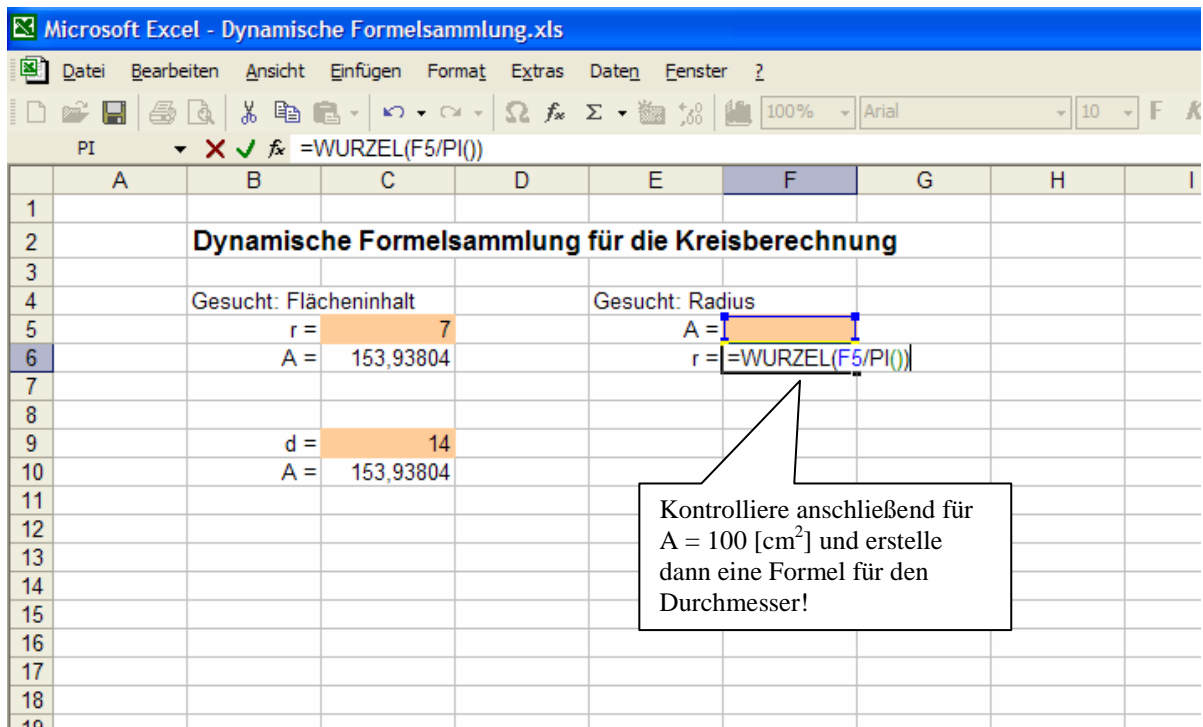 Microsoft Excel - Dynamische Formelsammlung.xls
Datei Bearbeiten Ansicht Einfügen Format Extras Daten Fenster ?
100% Arial 10 F K
PI =WURZEL(F5/PI())
A B C D E F G H I
1
2 Dynamische Formelsammlung für die Kreisberechnung
3
4 Gesucht: Flächeninhalt Gesucht: Radius
5 r = 7 A =
6 A = 153,93804 r = =WURZEL(F5/PI())
7
8
9 d = 14
10 A = 153,93804
11
12
13
14
15
16
17
18
19
Kontrolliere anschließend für
A = 100 [cm²] und erstelle
dann eine Formel für den
Durchmesser!